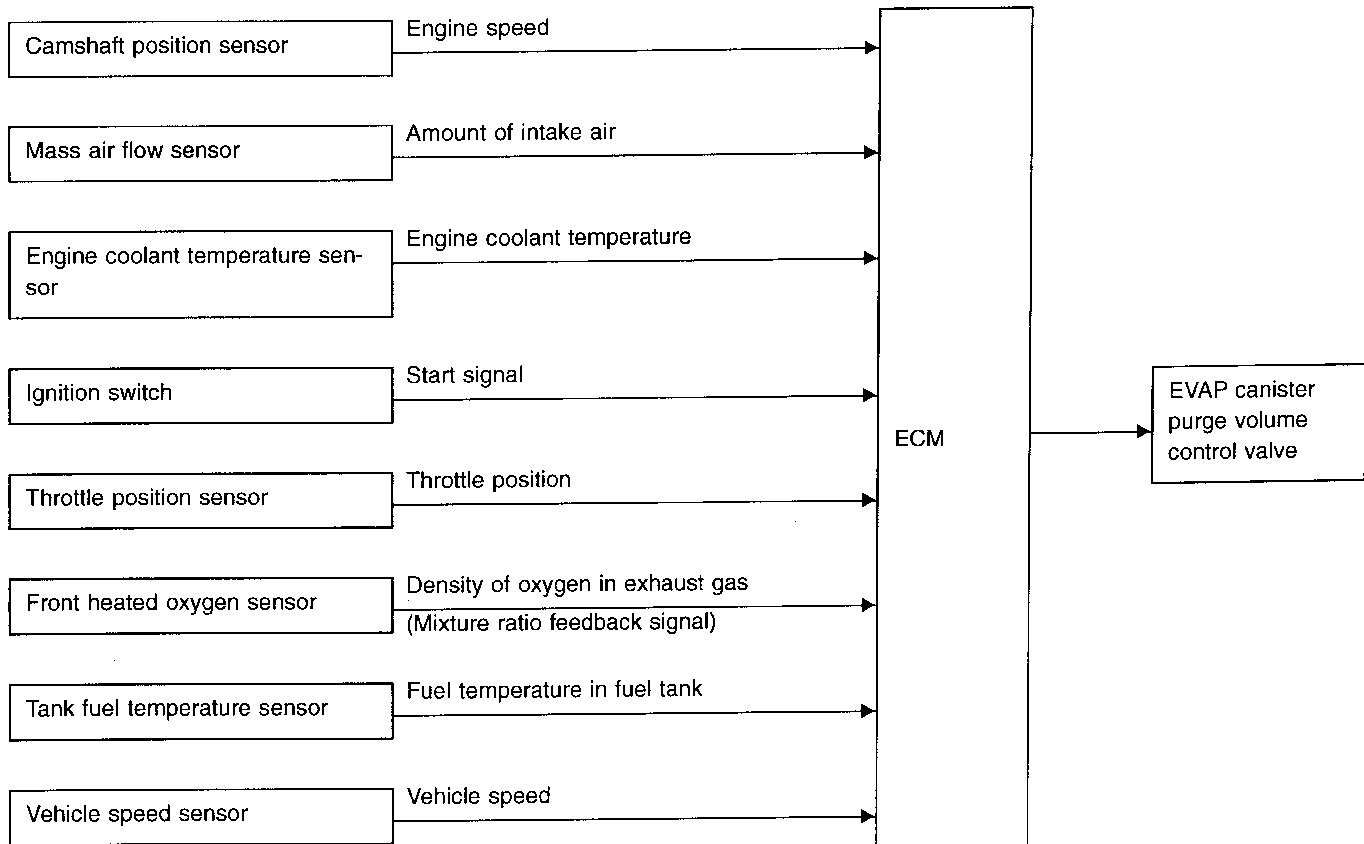 Camshaft position sensor
Engine speed
Mass air flow sensor
Amount of intake air
Engine coolant temperature sen-
sor
Engine coolant temperature
Ignition switch
Start signal
Throttle position sensor
Throttle position
Front heated oxygen sensor
Density of oxygen in exhaust gas
(Mixture ratio feedback signal)
Tank fuel temperature sensor
Fuel temperature in fuel tank
Vehicle speed sensor
Vehicle speed
ECM
EVAP canister
purge volume
control valve